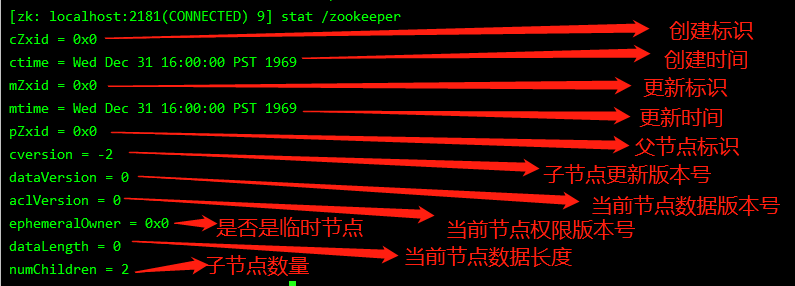 [zk: localhost:2181(CONNECTED) 9] stat /zookeeper
cZxid = 0x0 创建标识
ctime = Wed Dec 31 16:00:00 PST 1969 创建时间
mZxid = 0x0 更新标识
mtime = Wed Dec 31 16:00:00 PST 1969 更新时间
pZxid = 0x0 父节点标识
cversion = -2 子节点更新版本号
dataVersion = 0 当前节点数据版本号
aclVersion = 0 当前节点权限版本号
ephemeralOwner = 0x0 是否是临时节点
dataLength = 0 当前节点数据长度
numChildren = 2 子节点数量